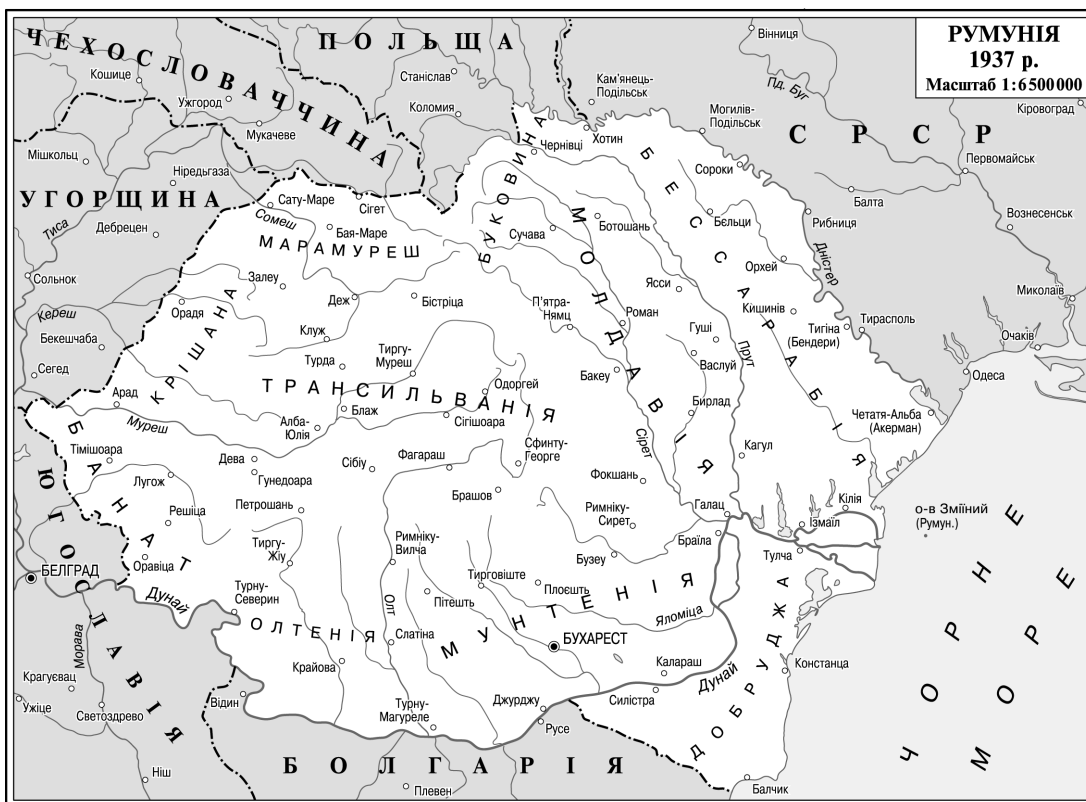 РУМУНІЯ
1937 р.
Масштаб 1:6500000
ЧЕХОСЛОВАЧЧИНА
ПОЛЬЩА
СРСР
УГОРЩИНА
ЮГОСЛАВІЯ
БОЛГАРІЯ
ЧОРНЕ
МОРЕ
Вінниця
Пд. Буг
Кіровоград
Кошице
Ужгород
Мукачеве
Станіслав
Коломия
Кам'янець-
Подільськ
Могилів-
Подільськ
Хотин
Чернівці
Сороки
Первомайськ
Балта
Вознесенськ
Рибниця
Дністер
Мішкольц
Ніредьгаза
Тиса
Дебрецен
Сольнок
Кереш
Бекешчаба
Сегед
Сату-Маре
Сомеш
Сігет
Бая-Маре
МАРАМУРЕШ
БУКОВИНА
МОЛДАВІЯ
БЕССАРАБІЯ
Сучава
Ботошань
Бєльци
Орхей
Миколаїв
Залеу
Деж
Бістріца
Орадя
КРІШАНА
Клуж
Турда
Тиргу-
Муреш
П'ятра-
Нямц
Роман
Ясси
Гуші
Кишинів
Тигіна
(Бендери)
Тирасполь
Очаків
Одеса
Васлуй
Прут
Бакеу
ТРАНСИЛЬВАНІЯ
Одоргей
Арад
Муреш
Алба-
Юлія
Блаж
Сігішоара
Бирлад
Четатя-Альба
(Акерман)
БАНАТ
Тімішоара
Лугож
Дева
Гунедоара
Сібіу
Фагараш
Сфинту-
Георге
Сірет
Кагул
Фокшань
Решіца
Петрошань
Брашов
Римніку-
Сирет
Галац
Кілія
Ізмаїл
о-в Зміїний
(Румун.)
Оравіца
Тиргу-
Жіу
Римніку-
Вилча
Бузеу
Браїла
Тулча
БЕЛГРАД
Дунай
Турну-
Северин
Тирговіште
Пітешть
Плоєшть
Олт
ОЛТЕНІЯ
МУНТЕНІЯ
Яломіца
ДОБРУДЖА
Слатіна
БУХАРЕСТ
Морава
Крайова
Калараш
Дунай
Констанца
Крагуєвац
Ужіце
Светоздрево
Відин
Турну-
Магуреле
Джурджу
Русе
Силістра
Ніш
Плевен
Балчик